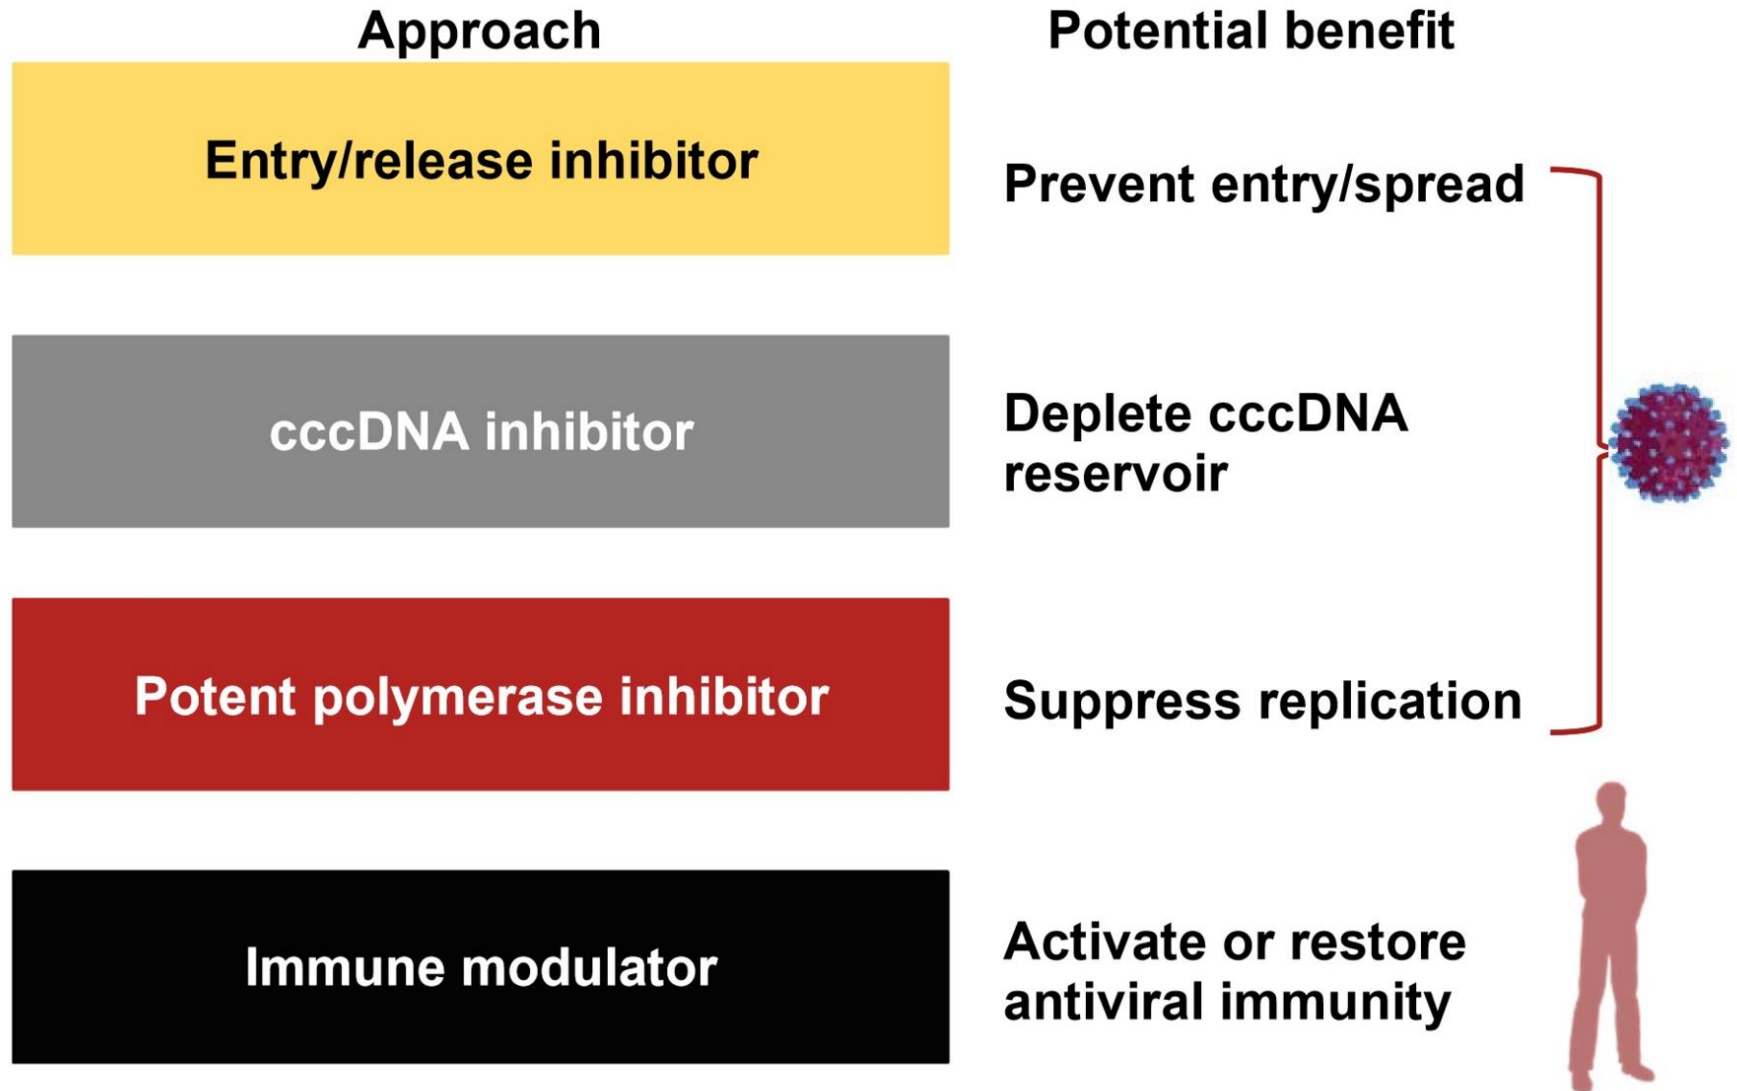 Approach
Potential benefit
Entry/release inhibitor
Prevent entry/spread
cccDNA inhibitor
Deplete cccDNA
reservoir
Potent polymerase inhibitor
Suppress replication
Immune modulator
Activate or restore
antiviral immunity